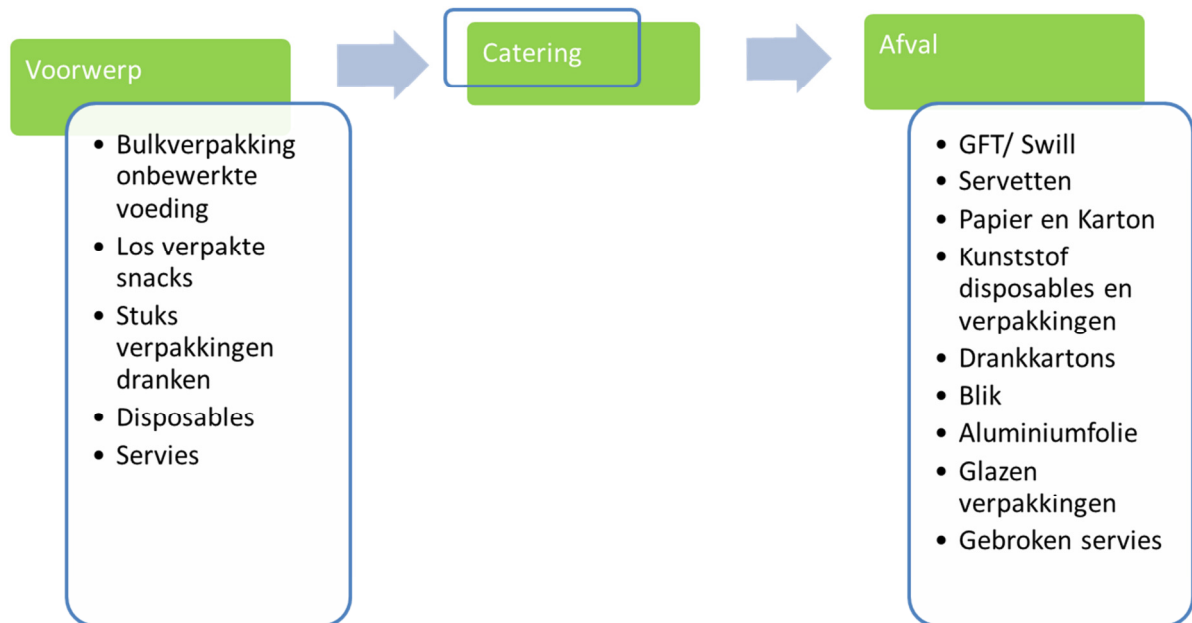 Voorwerp
• Bulkverpakking
onbewerkte
voeding
• Los verpakte
snacks
• Stuks
verpakkingen
dranken
• Disposables
• Servies
Catering
Afval
• GFT/ Swill
• Servetten
• Papier en Karton
• Kunststof
disposables en
verpakkingen
• Drankkartons
• Blik
• Aluminiumfolie
• Glazen
verpakkingen
• Gebroken servies